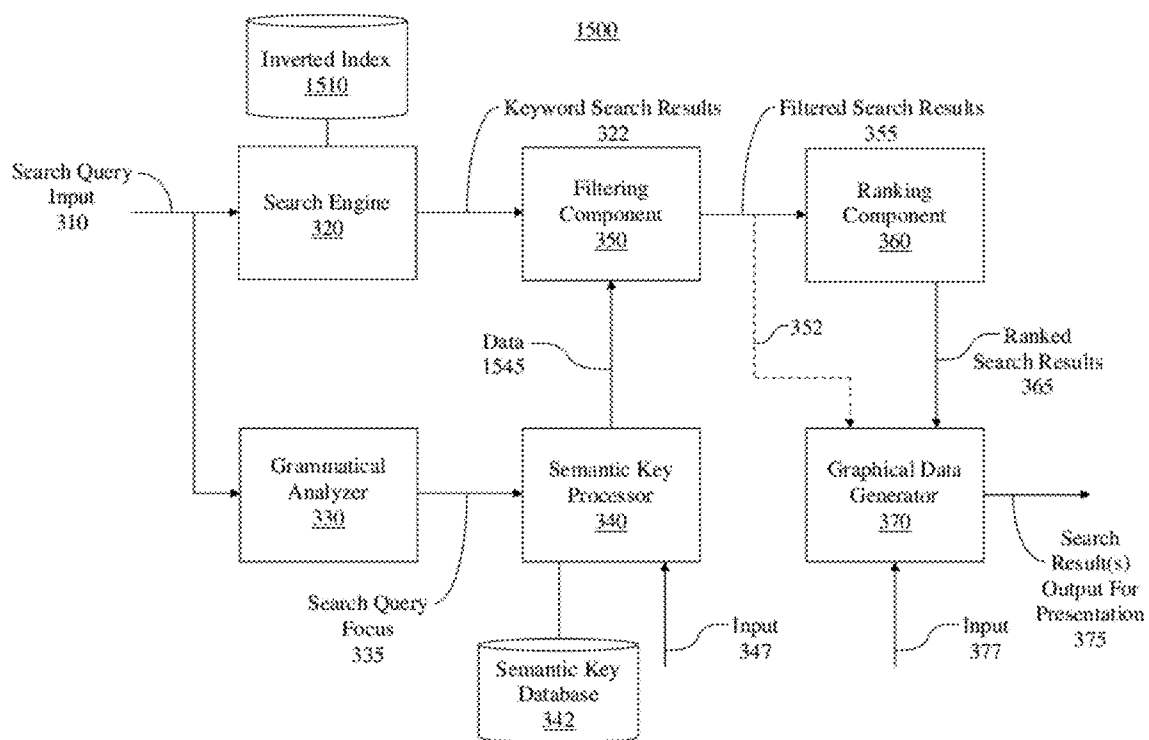 1500
Inverted Index
1510
Keyword Search Results
322
Filtered Search Results
355
Search Query
Input
310
Search Engine
320
Filtering
Component
350
Ranking
Component
360
Data
1545
352
Ranked
Search Results
365
Grammatical
Analyzer
330
Semantic Key
Processor
340
Graphical Data
Generator
370
Search Query
Focus
335
Semantic Key
Database
342
Input
347
Input
377
Search
Result(s)
Output For
Presentation
375